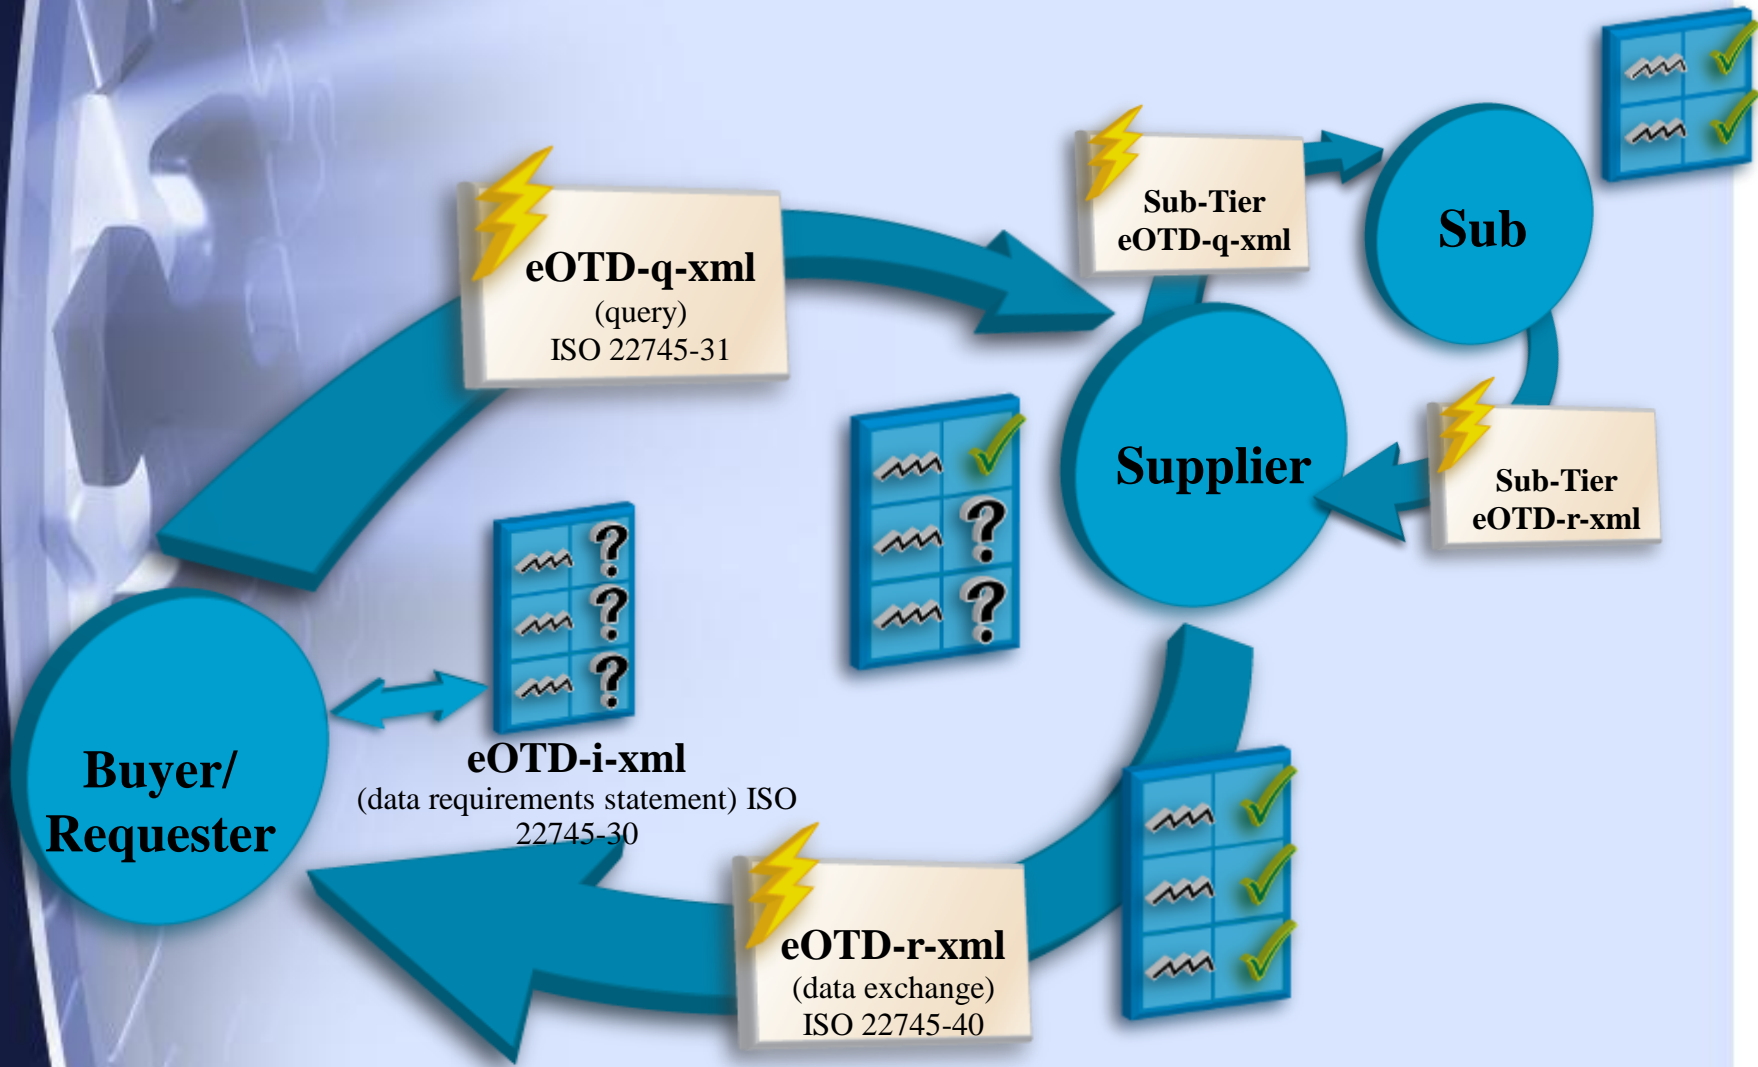 Sub-Tier
eOTD-q-xml
Sub
eOTD-q-xml
(query)
ISO 22745-31
Supplier
Sub-Tier
eOTD-r-xml
? 
?
?
?
?
eOTD-i-xml
(data requirements statement) ISO
22745-30
Buyer/
Requester
eOTD-r-xml
(data exchange)
ISO 22745-40